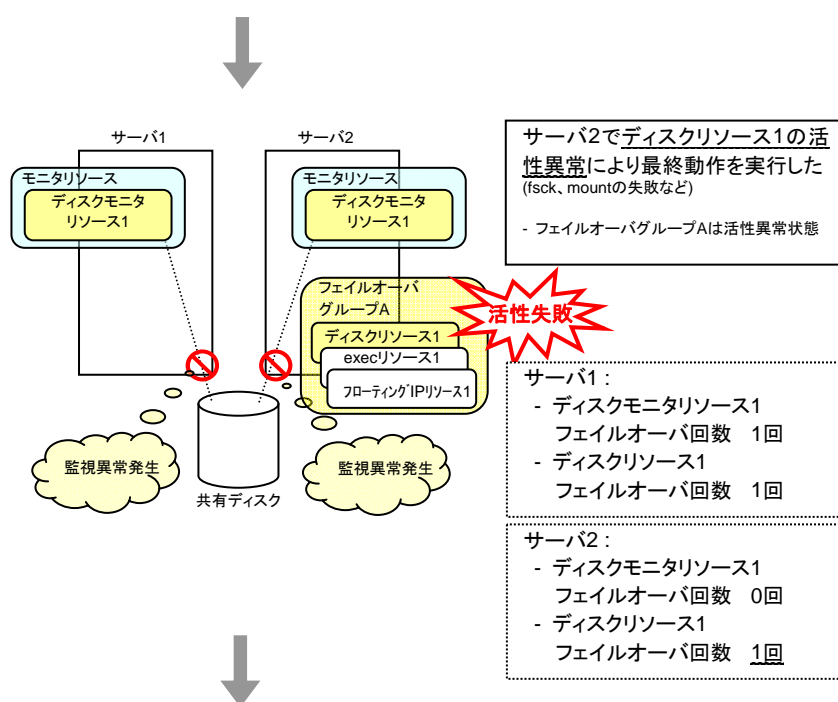 サーバ1
サーバ2
モニタリソース
ディスクモニタ
リソース1
モニタリソース
ディスクモニタ
リソース1
フェイルオーバ
グループA
ディスクリソース1
execリソース1
フローティングIPリソース1
活性失敗
監視異常発生
共有ディスク
監視異常発生
サーバ2でディスクリソース1の活
性異常により最終動作を実行した
(fsck、mountの失敗など)
- フェイルオーバグループAは活性異常状態
サーバ1 :
- ディスクモニタリソース1
フェイルオーバ回数 1回
- ディスクリソース1
フェイルオーバ回数 1回
サーバ2 :
- ディスクモニタリソース1
フェイルオーバ回数 0回
- ディスクリソース1
フェイルオーバ回数 1回